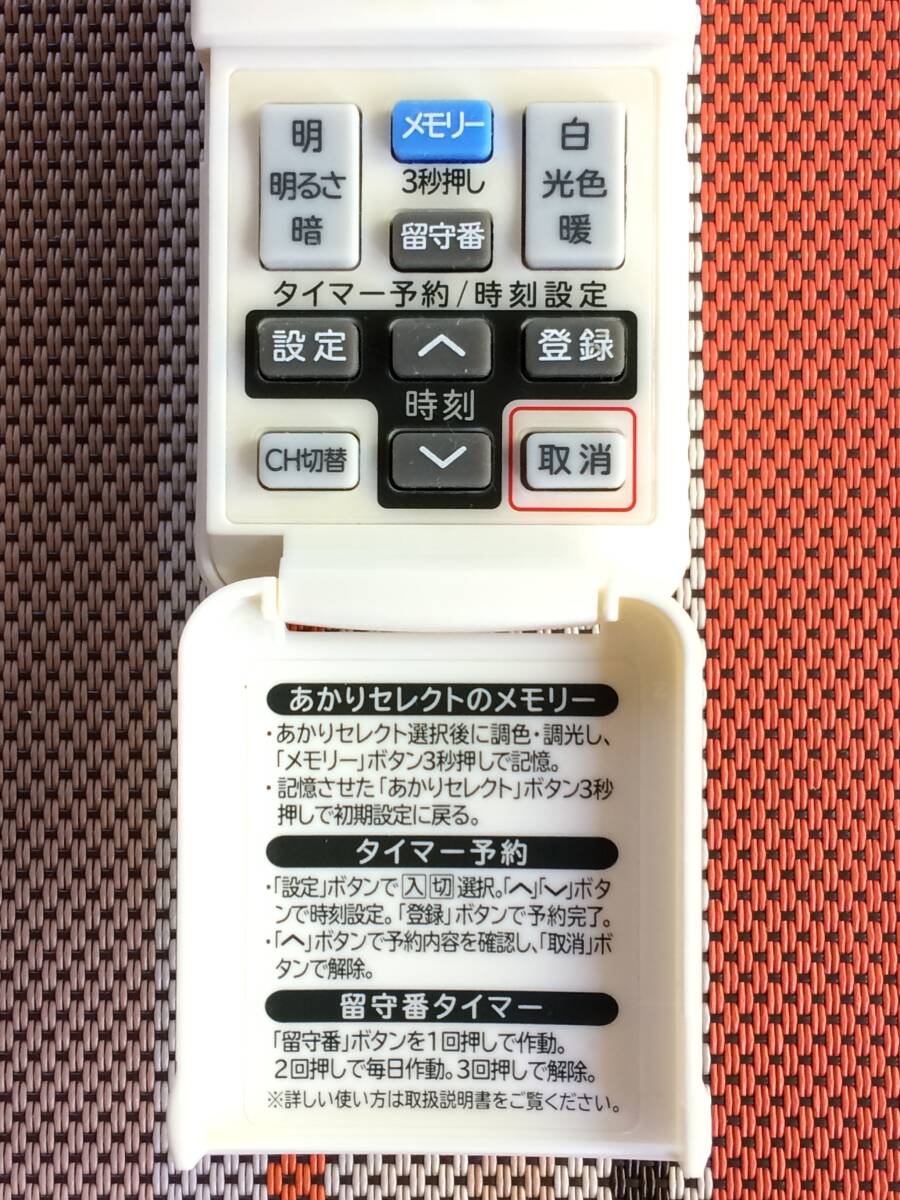 明 メモリー 白
明るさ 3秒押し 光色
暗 留守番 暖
タイマー予約/時刻設定
設定 ∧ 登録
時刻
CH切替 ∨ 取消
あかりセレクトのメモリー
・あかりセレクト選択後に調色・調光し、
「メモリー」ボタン3秒押しで記憶。
・記憶させた「あかりセレクト」ボタン3秒
押しで初期設定に戻る。
タイマー予約
・「設定」ボタンで入切選択。「∧」「∨」ボタ
ンで時刻設定。「登録」ボタンで予約完了。
・「∧」ボタンで予約内容を確認し、「取消」ボ
タンで解除。
留守番タイマー
「留守番」ボタンを1回押しで作動。
2回押しで毎日作動。3回押しで解除。
※詳しい使い方は取扱説明書をご覧ください。